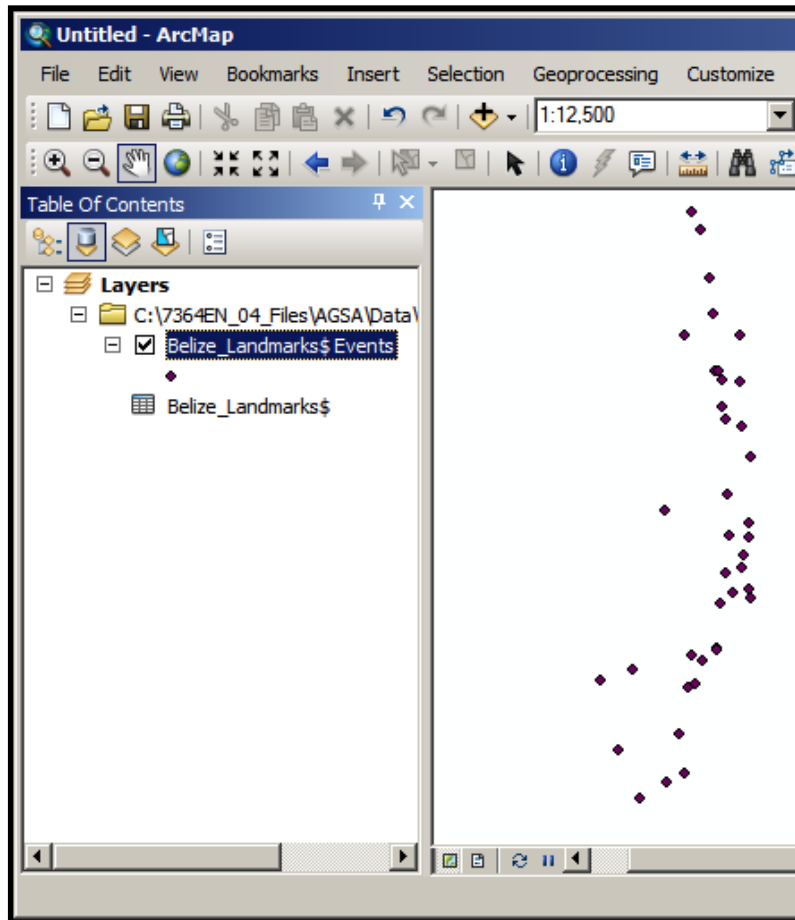 Untitled - ArcMap
File Edit View Bookmarks Insert Selection Geoprocessing Customize
1:12,500
Table Of Contents
Layers
C:\7364EN_04_Files\AGSA\Data\
Belize_Landmarks$ Events
Belize_Landmarks$